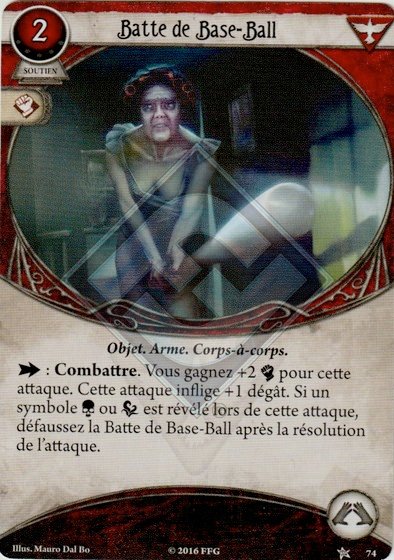 2
Batte de Base-Ball
SOUTIEN
Objet. Arme. Corps-à-corps.
: Combattre. Vous gagnez +2 pour cette
attaque. Cette attaque inflige +1 dégât. Si un
symbole ou est révélé lors de cette attaque,
défaussez la Batte de Base-Ball après la résolution
de l'attaque.
Illus. Mauro Dal Bo
© 2016 FFG
74